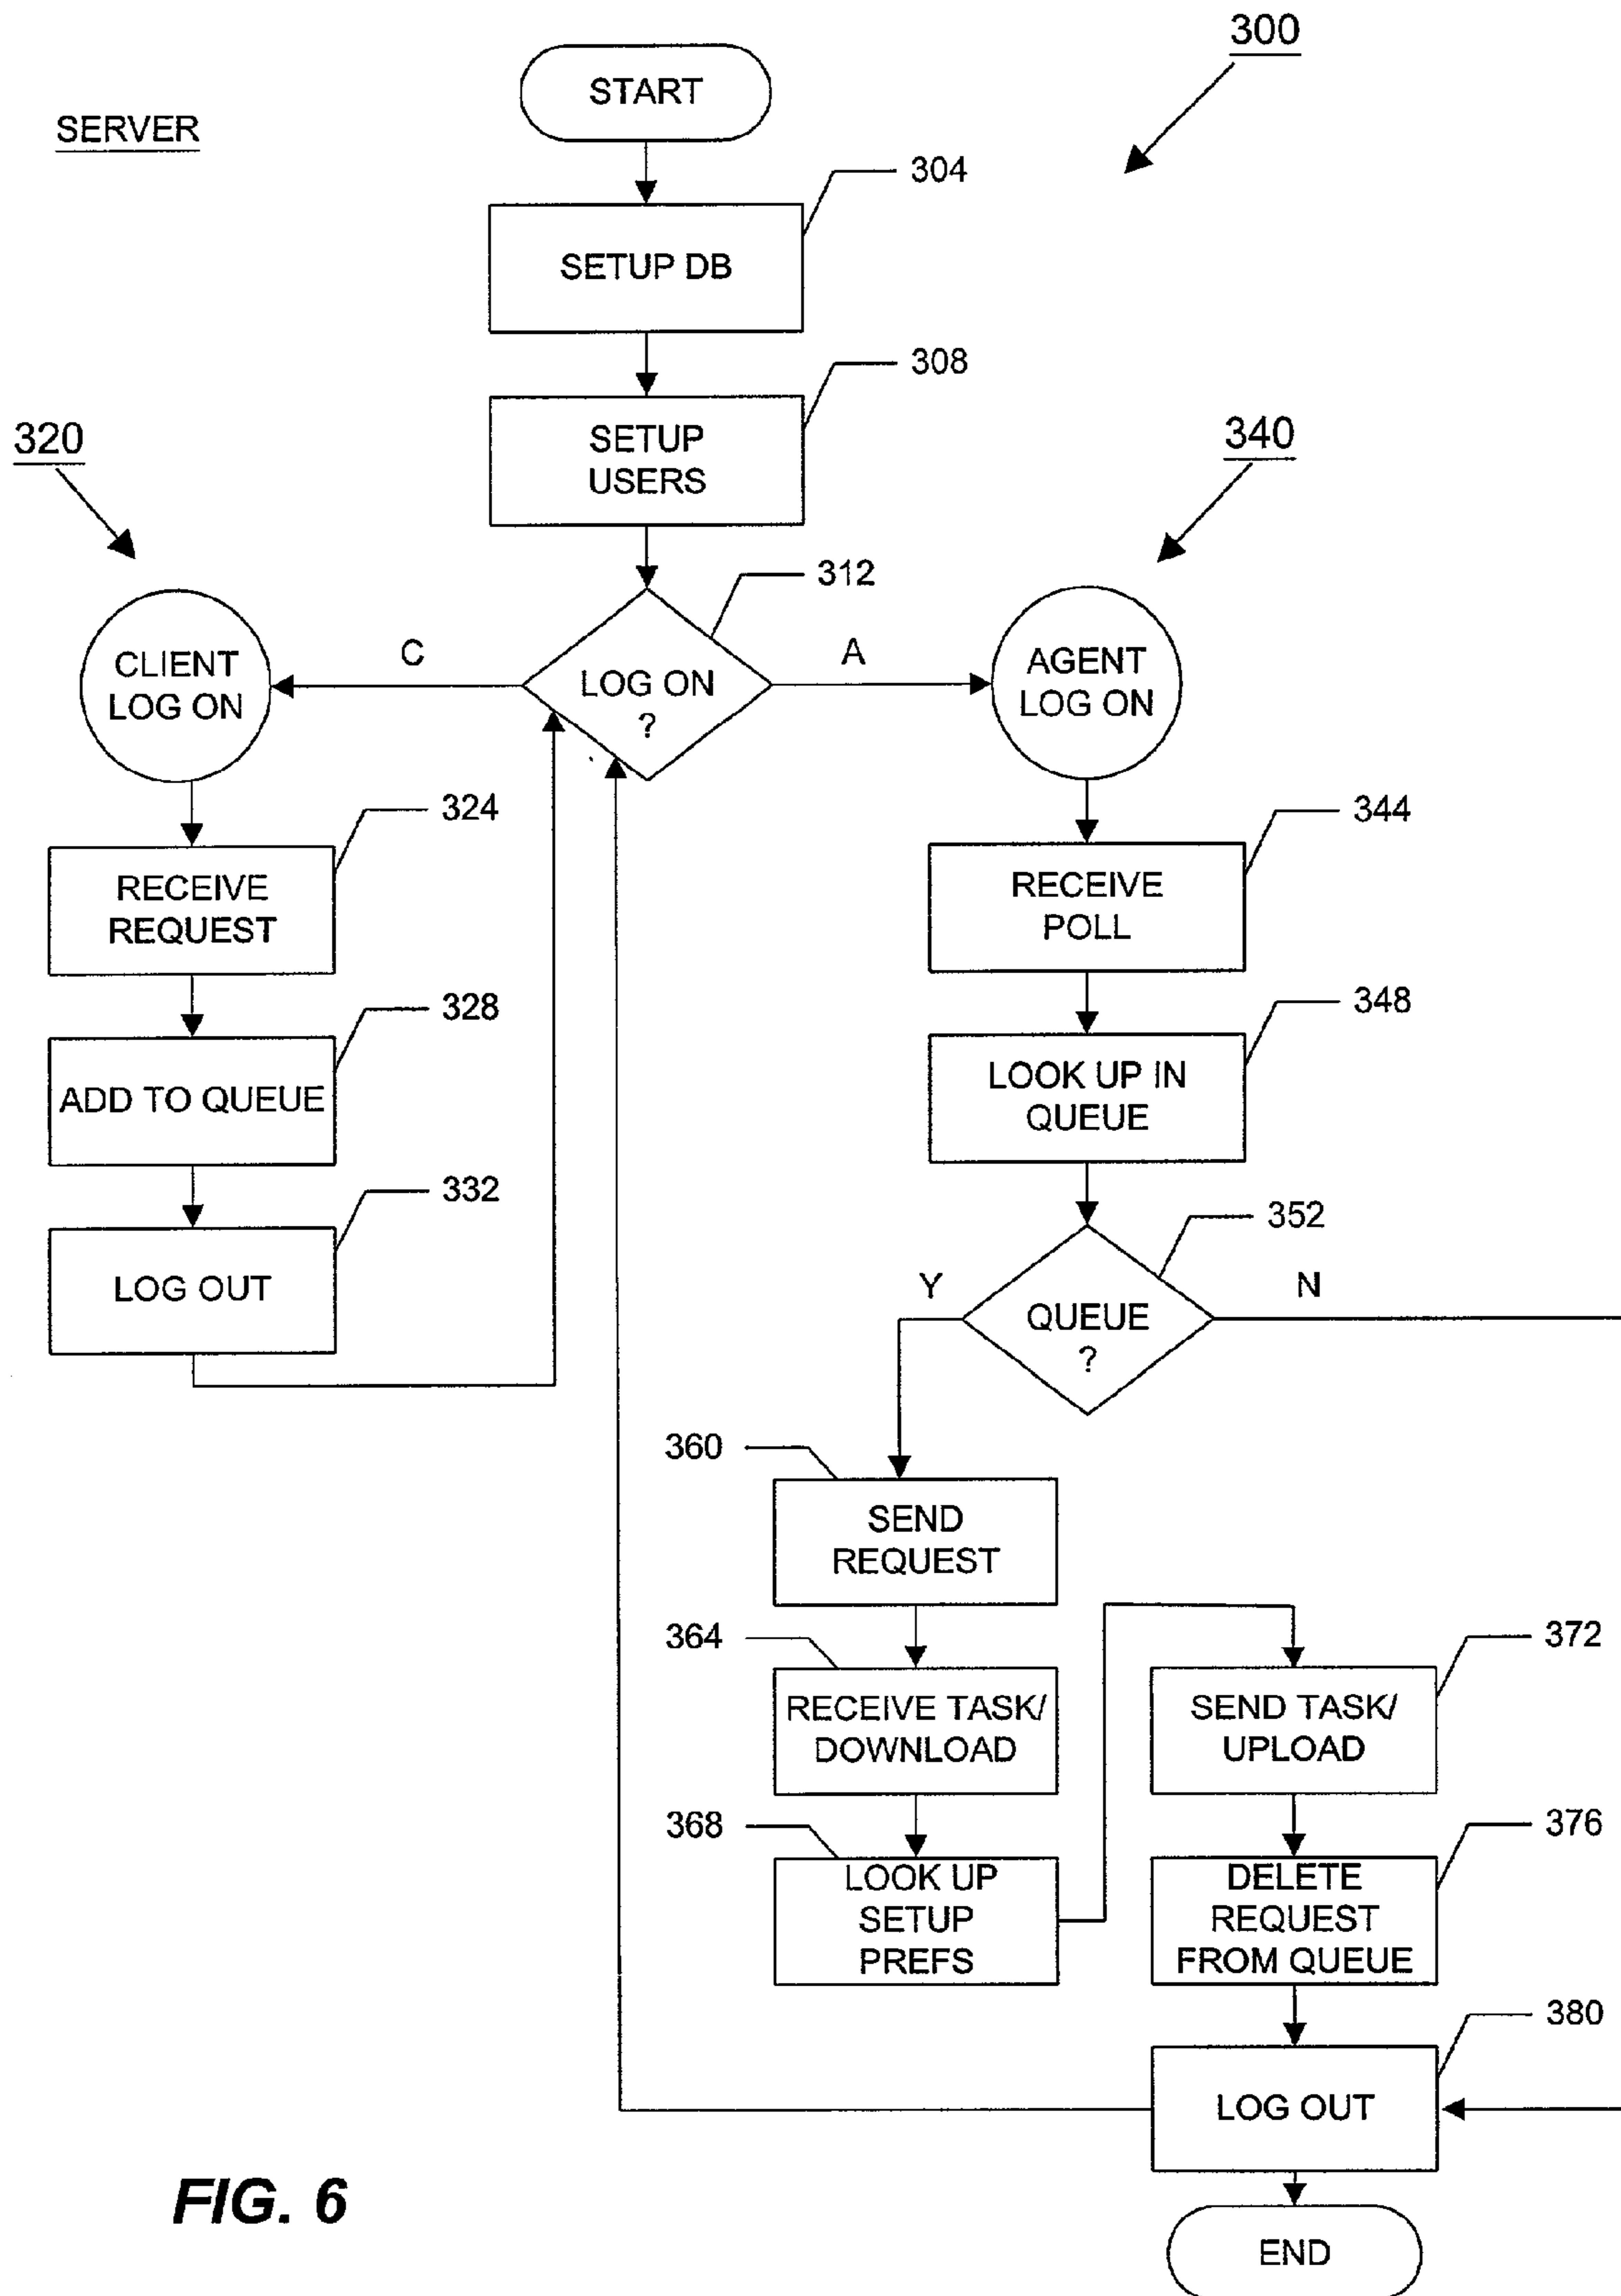 300
START
SERVER
304
SETUP DB
308
SETUP
USERS
320
340
312
CLIENT
LOG ON
C
LOG ON
?
A
AGENT
LOG ON
324
RECEIVE
REQUEST
344
RECEIVE
POLL
328
ADD TO QUEUE
348
LOOK UP IN
QUEUE
332
LOG OUT
352
Y
QUEUE
?
N
360
SEND
REQUEST
364
RECEIVE TASK/
DOWNLOAD
372
SEND TASK/
UPLOAD
368
LOOK UP
SETUP
PREFS
376
DELETE
REQUEST
FROM QUEUE
380
LOG OUT
FIG. 6
END